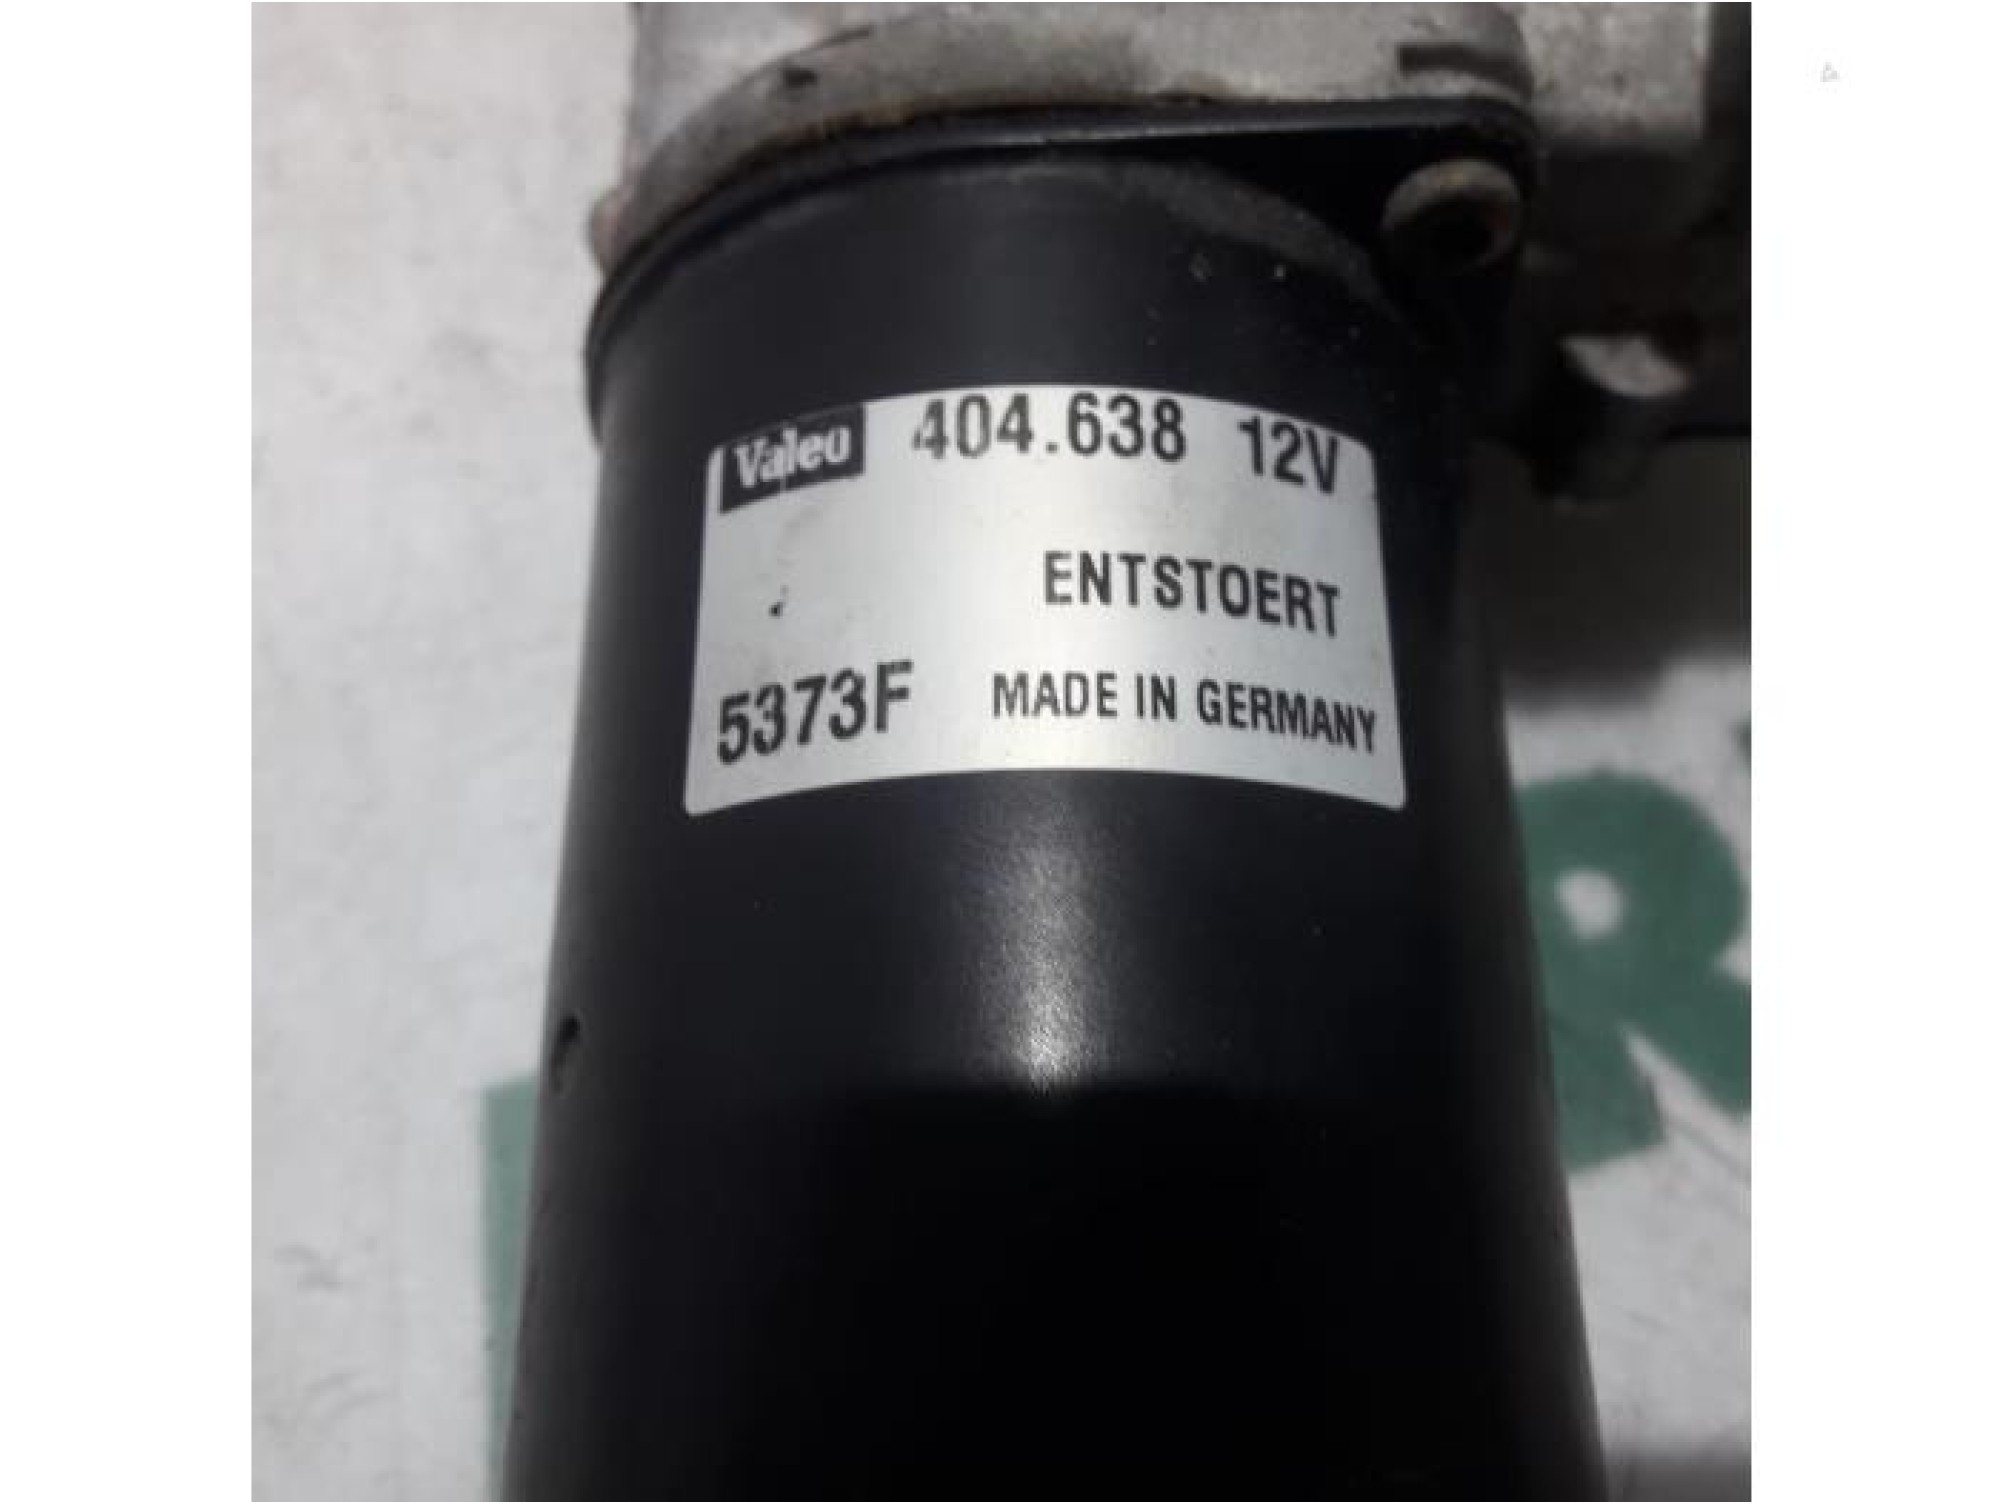 Valeo 404.638 12V
ENTSTOERT
5373F MADE IN GERMANY
R